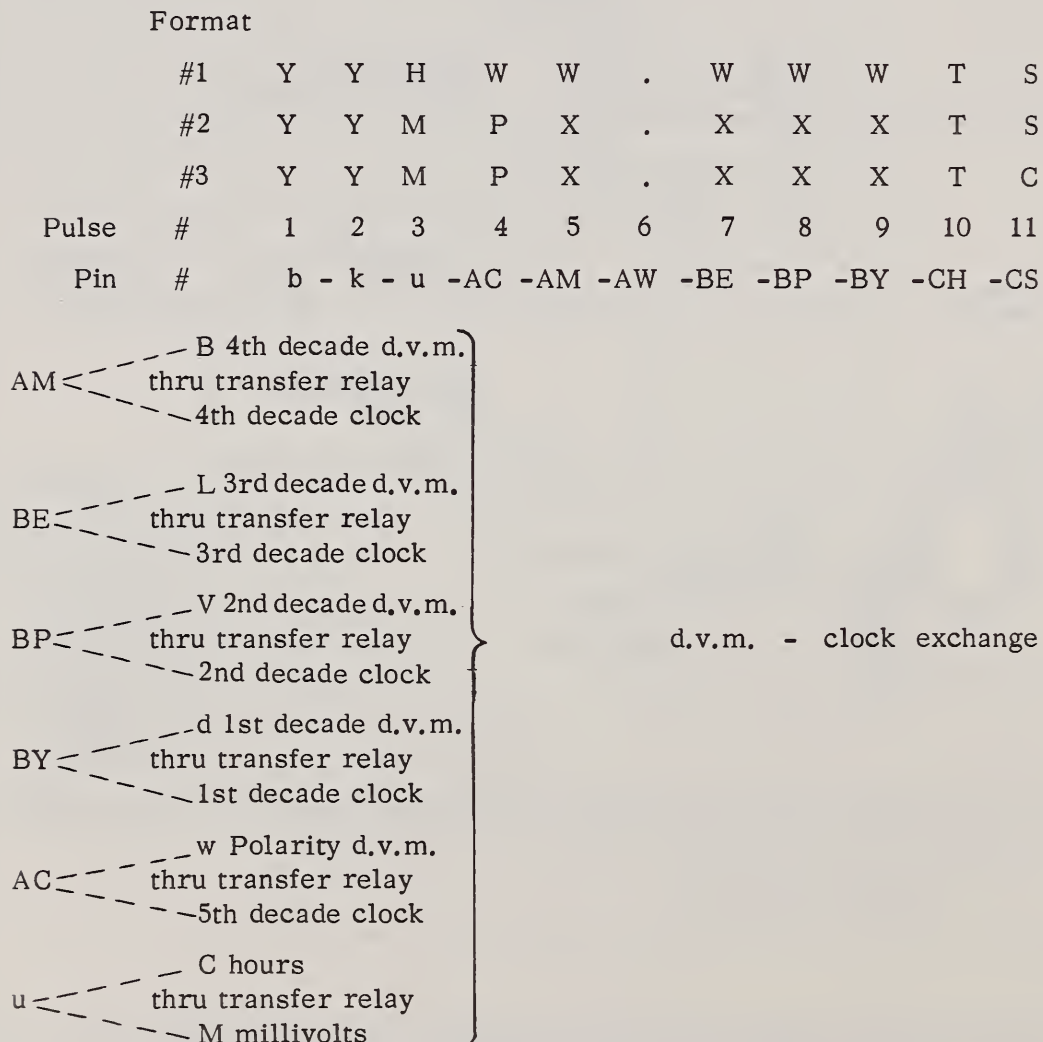 Format
#1 Y Y H W W . W W W T S
#2 Y Y M P X . X X X T S
#3 Y Y M P X . X X X T C
Pulse # 1 2 3 4 5 6 7 8 9 10 11
Pin # b - k - u -AC -AM -AW -BE -BP -BY -CH -CS
B 4th decade d.v.m.
AM thru transfer relay
4th decade clock
L 3rd decade d.v.m.
BE thru transfer relay
3rd decade clock
V 2nd decade d.v.m.
BP thru transfer relay d.v.m. - clock exchange
2nd decade clock
d 1st decade d.v.m.
BY thru transfer relay
1st decade clock
w Polarity d.v.m.
AC thru transfer relay
5th decade clock
C hours
u thru transfer relay
M millivolts